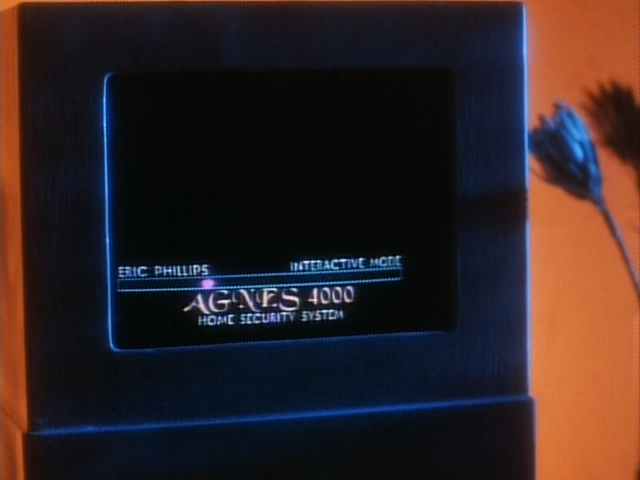 ERIC PHILLIPS INTERACTIVE MODE
AGNES 4000
HOME SECURITY SYSTEM